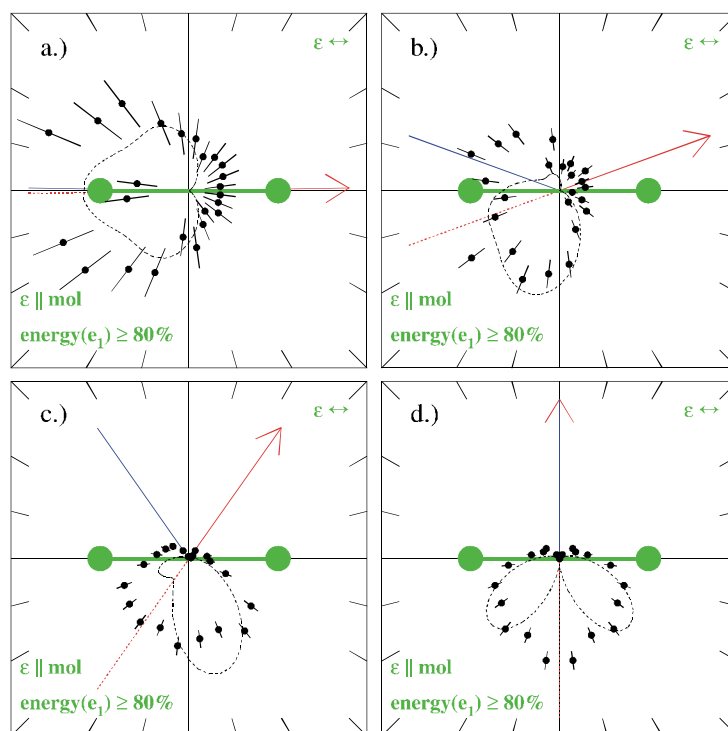 a.)
ε ↔
ε || mol
energy(e₁) ≥ 80%
b.)
ε ↔
ε || mol
energy(e₁) ≥ 80%
c.)
ε ↔
ε || mol
energy(e₁) ≥ 80%
d.)
ε ↔
ε || mol
energy(e₁) ≥ 80%